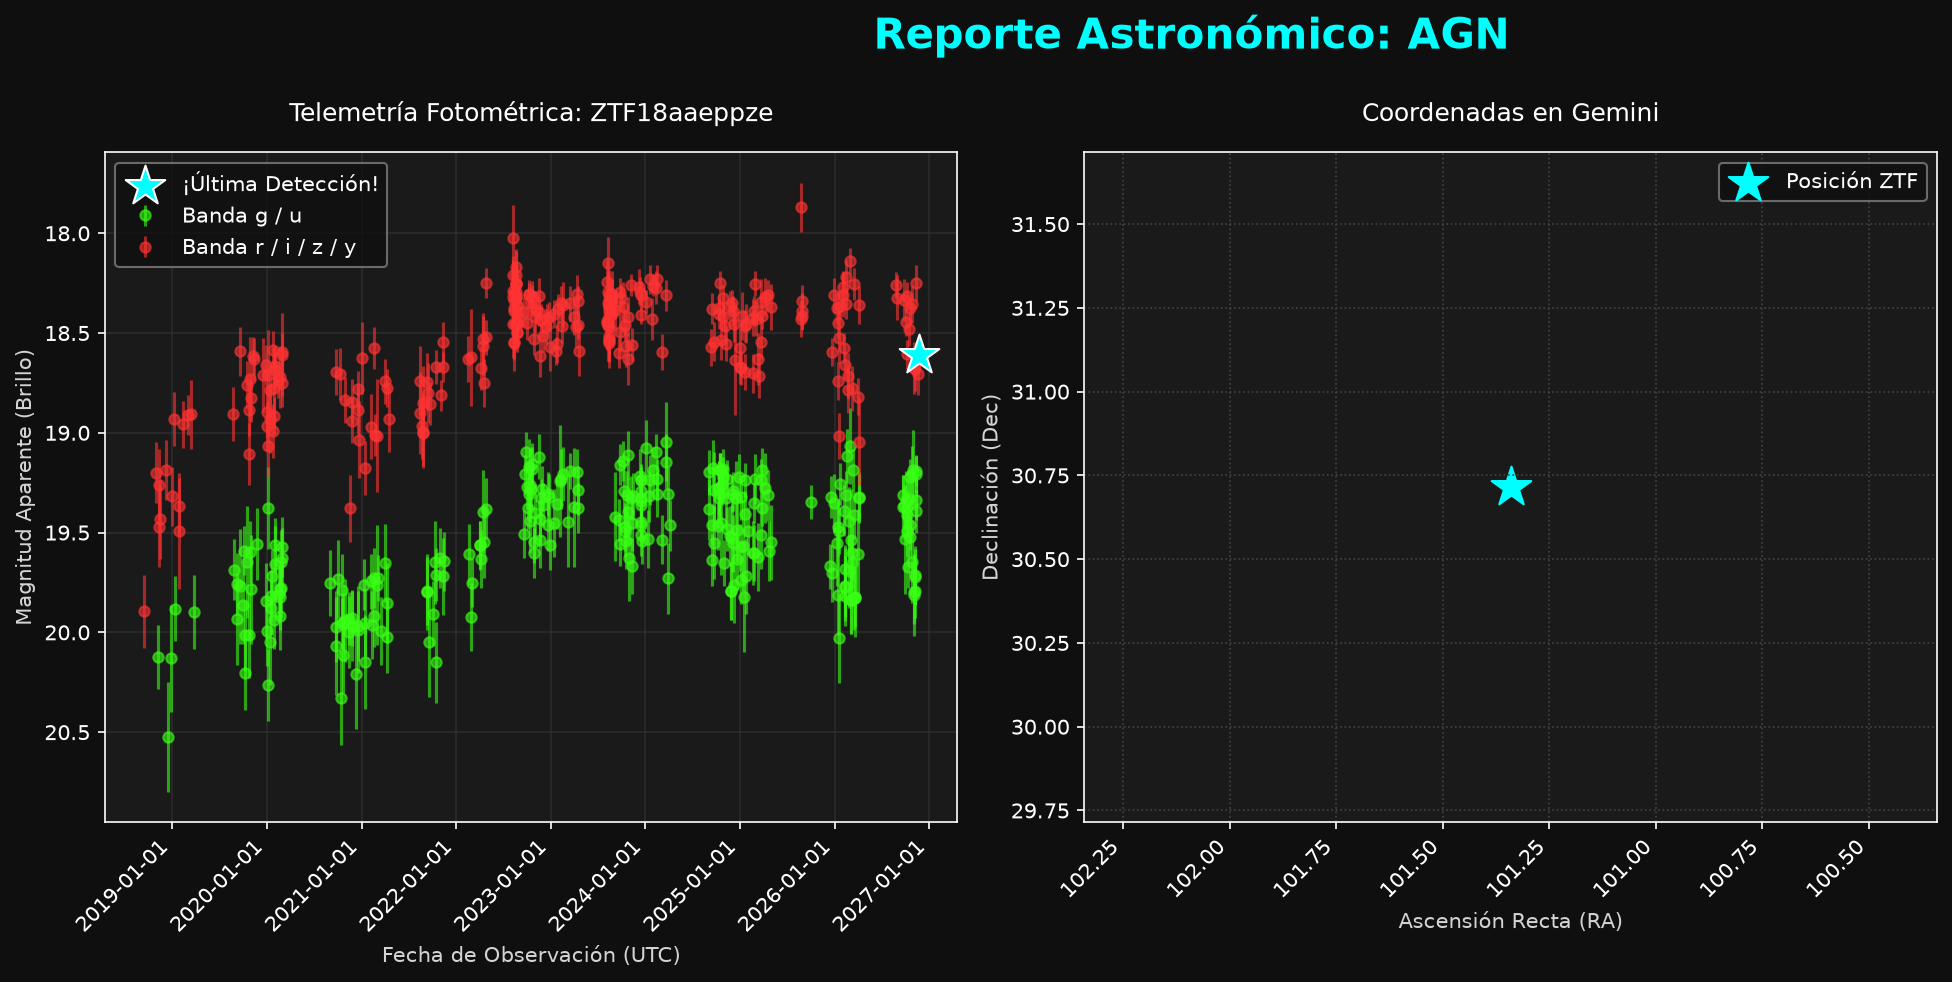 Reporte Astronómico: AGN
Telemetría Fotométrica: ZTF18aaeppze
¡Última Detección!
Banda g / u
Banda r / i / z / y
Magnitud Aparente (Brillo)
18.0
18.5
19.0
19.5
20.0
20.5
2019-01-01
2020-01-01
2021-01-01
2022-01-01
2023-01-01
2024-01-01
2025-01-01
2026-01-01
2027-01-01
Fecha de Observación (UTC)
Coordenadas en Gemini
Posición ZTF
Declinación (Dec)
31.50
31.25
31.00
30.75
30.50
30.25
30.00
29.75
102.25
102.00
101.75
101.50
101.25
101.00
100.75
100.50
Ascensión Recta (RA)